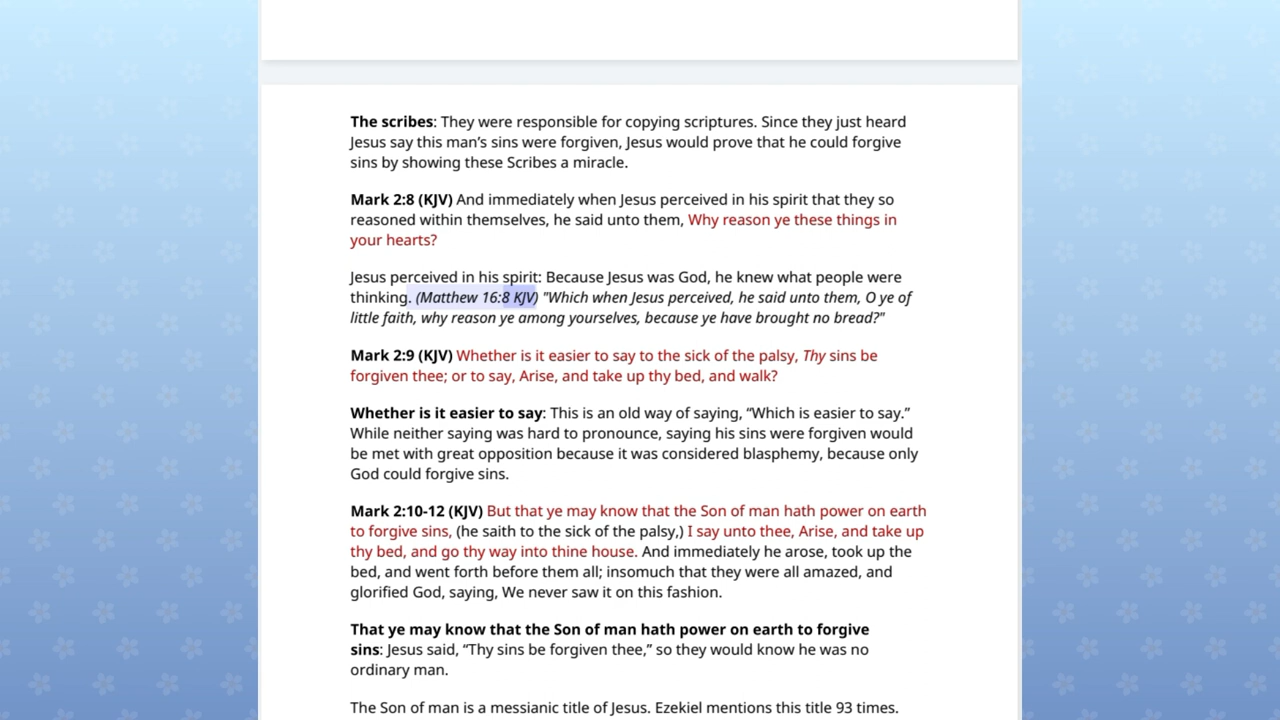 The scribes: They were responsible for copying scriptures. Since they just heard
Jesus say this man’s sins were forgiven, Jesus would prove that he could forgive
sins by showing these Scribes a miracle.
Mark 2:8 (KJV) And immediately when Jesus perceived in his spirit that they so
reasoned within themselves, he said unto them, Why reason ye these things in
your hearts?
Jesus perceived in his spirit: Because Jesus was God, he knew what people were
thinking. (Matthew 16:8 KJV) "Which when Jesus perceived, he said unto them, O ye of
little faith, why reason ye among yourselves, because ye have brought no bread?"
Mark 2:9 (KJV) Whether is it easier to say to the sick of the palsy, Thy sins be
forgiven thee; or to say, Arise, and take up thy bed, and walk?
Whether is it easier to say: This is an old way of saying, “Which is easier to say.”
While neither saying was hard to pronounce, saying his sins were forgiven would
be met with great opposition because it was considered blasphemy, because only
God could forgive sins.
Mark 2:10-12 (KJV) But that ye may know that the Son of man hath power on earth
to forgive sins, (he saith to the sick of the palsy,) I say unto thee, Arise, and take up
thy bed, and go thy way into thine house. And immediately he arose, took up the
bed, and went forth before them all; insomuch that they were all amazed, and
glorified God, saying, We never saw it on this fashion.
That ye may know that the Son of man hath power on earth to forgive
sins: Jesus said, “Thy sins be forgiven thee,” so they would know he was no
ordinary man.
The Son of man is a messianic title of Jesus. Ezekiel mentions this title 93 times.